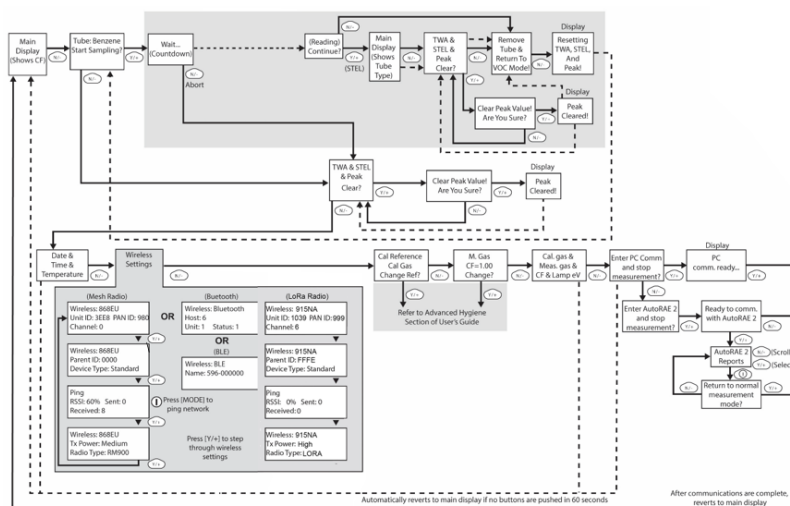 Main
Display
(Shows CF)
N/-
Tube: Benzene
Start Sampling?
N/-
Y/+
Wait...
(Countdown)
N/-
Abort
(Reading)
Continue?
N/-
Y/+
(STEL)
Main
Display
(Shows
Tube
Type)
N/-
TWA &
STEL &
Peak
Clear?
N/-
Y/+
Remove
Tube &
Return To
VOC Mode!
N/-
Display
Resetting
TWA, STEL,
And
Peak!
Clear Peak Value!
Are You Sure?
Y/+
N/-
Display
Peak
Cleared!
TWA & STEL
& Peak
Clear?
Y/+
N/-
Clear Peak Value!
Are You Sure?
Y/+
N/-
Display
Peak
Cleared!
Date &
Time &
Temperature
N/-
Wireless
Settings
N/-
Cal Reference
Cal Gas
Change Ref?
N/-
Y/+
M. Gas
CF=1.00
Change?
N/-
Y/+
Cal. gas &
Meas. gas &
CF & Lamp eV
N/-
Y/+
Enter PC Comm
and stop
measurement?
Y/+
N/-
Display
PC
comm. ready...
Y/+
Refer to Advanced Hygiene
Section of User's Guide
Enter AutoRAE 2
and stop
measurement?
Y/+
N/-
Ready to comm.
with AutoRAE 2
N/-
Y/+
AutoRAE 2
Reports
N/-
(Scroll
Y/+
(Selec
Return to normal
measurement
mode?
N/-
Y/+
(Mesh Radio)
Wireless: 868EU
Unit ID: 3EE8 PAN ID: 980
Channel: 0
Y/+
Wireless: 868EU
Parent ID: 0000
Device Type: Standard
Y/+
Ping
RSSI: 60% Sent: 0
Received: 8
Y/+
Wireless: 868EU
Tx Power: Medium
Radio Type: RM900
Y/+
OR
(Buetooth)
Wireless: Bluetooth
Host: 6
Unit: 1 Status: 1
OR
(BLE)
Wireless: BLE
Name: 596-000000
Press [MODE] to
ping network
Press [Y/+] to step
through wireless
settings
OR
(LoRa Radio)
Wireless: 915NA
Unit ID: 1039 PAN ID:999
Channel: 6
Wireless: 915NA
Parent ID: FFFE
Device Type: Standard
Ping
RSSI: 0% Sent: 0
Received: 0
Wireless: 915NA
Tx Power: High
Radio Type: LORA
Automatically reverts to main display if no buttons are pushed in 60 seconds
After communications are complete,
reverts to main display